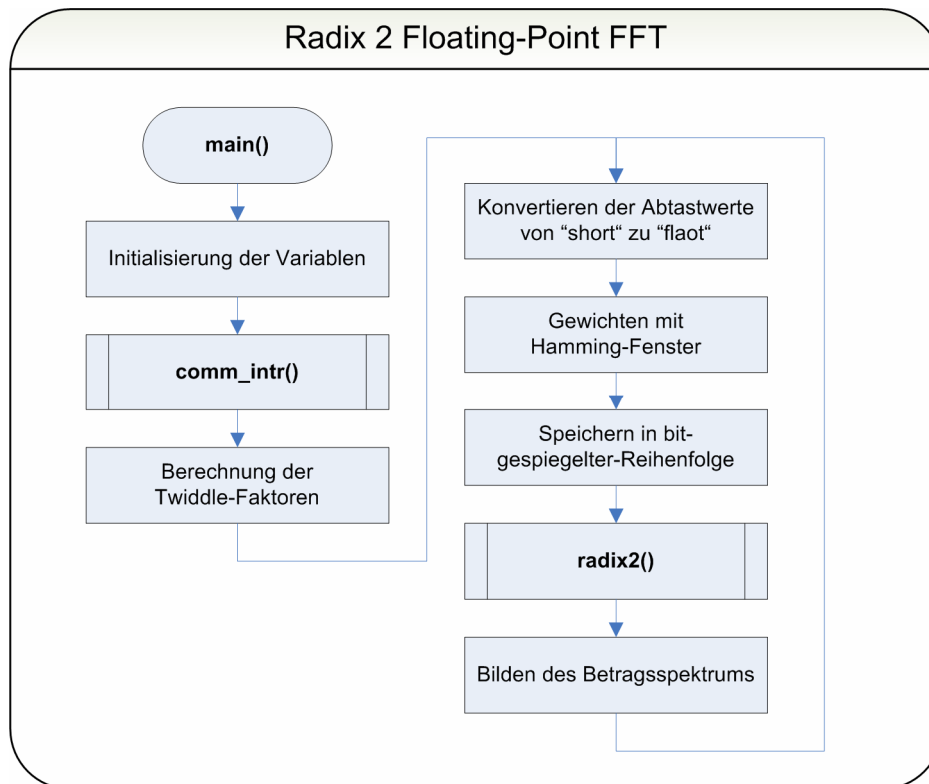 Radix 2 Floating-Point FFT
main()
Initialisierung der Variablen
comm_intr()
Berechnung der
Twiddle-Faktoren
Konvertieren der Abtastwerte
von “short“ zu “flaot“
Gewichten mit
Hamming-Fenster
Speichern in bit-
gespiegelter-Reihenfolge
radix2()
Bilden des Betragsspektrums